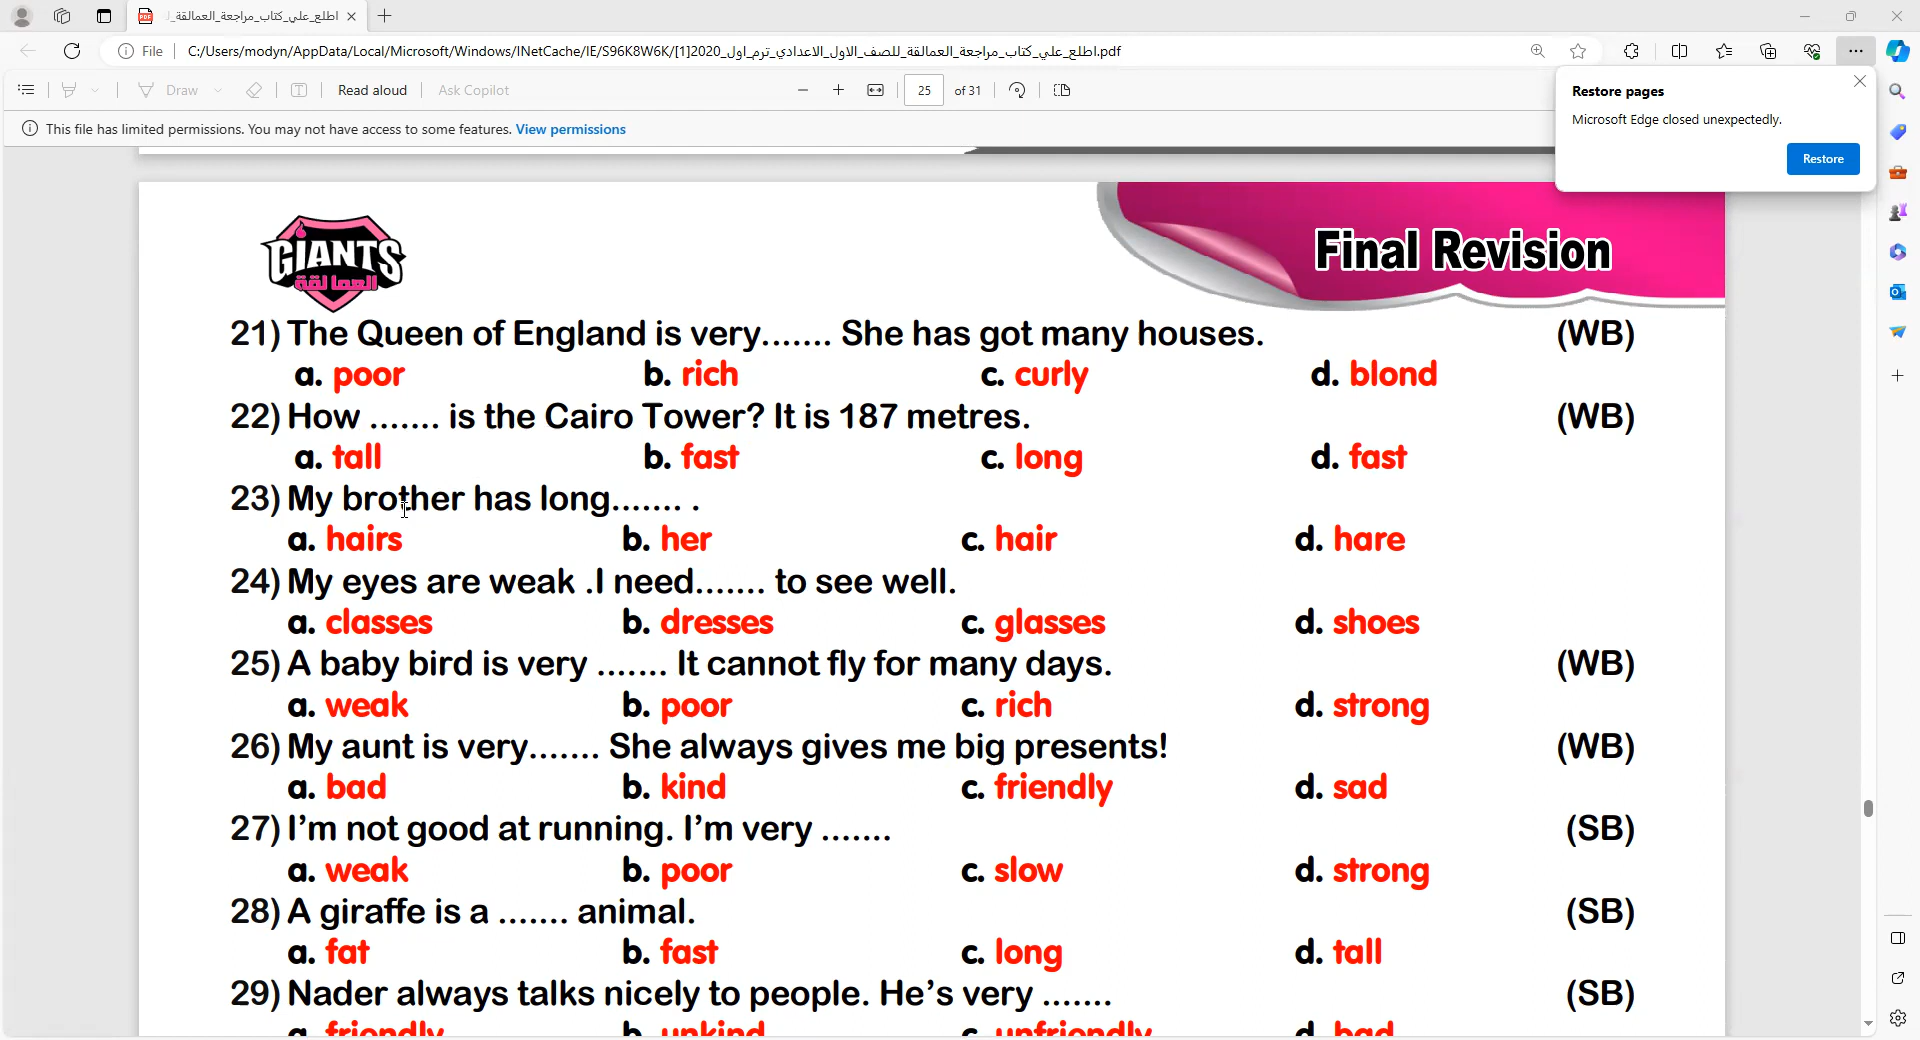 اطلع_علي_كتاب_مراجعة_العمالقة_ل
File
C:/Users/modyn/AppData/Local/Microsoft/Windows/INetCache/IE/S96K8W6K/[1]2020_اطلع_علي_كتاب_مراجعة_العمالقة_للصف_الاول_الاعدادي_ترم_اول.pdf
Draw
Read aloud
Ask Copilot
25 of 31
This file has limited permissions. You may not have access to some features. View permissions
Restore pages
Microsoft Edge closed unexpectedly.
Restore
GIANTS
العمالقة
Final Revision
21) The Queen of England is very....... She has got many houses. (WB)
a. poor b. rich c. curly d. blond
22) How ....... is the Cairo Tower? It is 187 metres. (WB)
a. tall b. fast c. long d. fast
23) My brother has long....... .
a. hairs b. her c. hair d. hare
24) My eyes are weak .I need....... to see well.
a. classes b. dresses c. glasses d. shoes
25) A baby bird is very ....... It cannot fly for many days. (WB)
a. weak b. poor c. rich d. strong
26) My aunt is very....... She always gives me big presents! (WB)
a. bad b. kind c. friendly d. sad
27) I'm not good at running. I'm very ....... (SB)
a. weak b. poor c. slow d. strong
28) A giraffe is a ....... animal. (SB)
a. fat b. fast c. long d. tall
29) Nader always talks nicely to people. He's very ....... (SB)
a. friendly b. unkind c. unfriendly d. bad